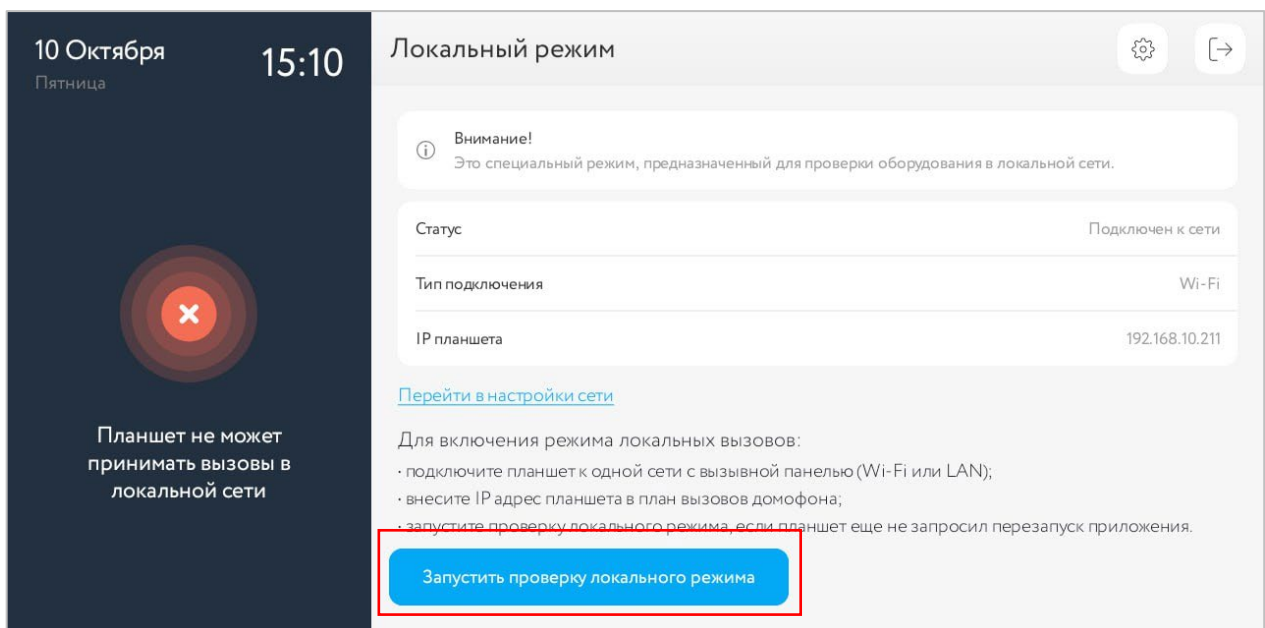 10 Октября
15:10
Пятница
Планшет не может
принимать вызовы в
локальной сети
Локальный режим
Внимание!
Это специальный режим, предназначенный для проверки оборудования в локальной сети.
Статус
Подключен к сети
Тип подключения
Wi-Fi
IP планшета
192.168.10.211
Перейти в настройки сети
Для включения режима локальных вызовов:
· подключите планшет к одной сети с вызывной панелью (Wi-Fi или LAN);
· внесите IP адрес планшета в план вызовов домофона;
· запустите проверку локального режима, если планшет еще не запросил перезапуск приложения.
Запустить проверку локального режима